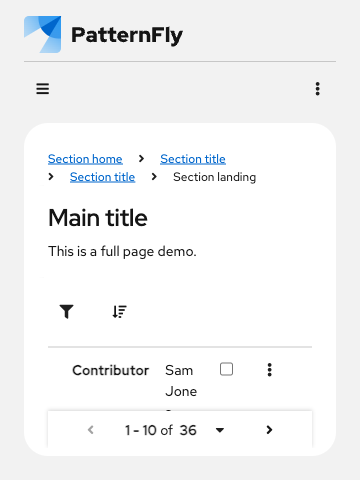 PatternFly
Section home > Section title
> Section title > Section landing
Main title
This is a full page demo.
Contributor Sam
Jone
1 - 10 of 36